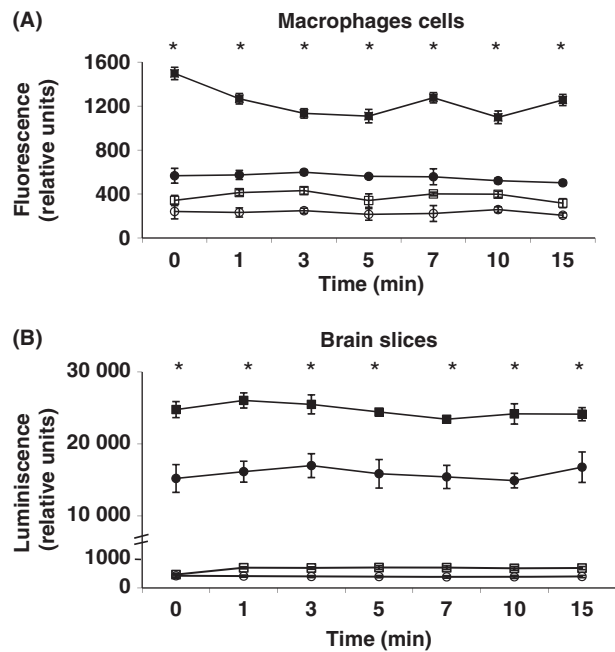 (A)
Macrophages cells
* * * * * * *
Fluorescence
(relative units)
1600
1200
800
400
0
0 1 3 5 7 10 15
Time (min)
(B)
Brain slices
* * * * * * *
Luminiscence
(relative units)
30 000
20 000
10 000
1000
0
0 1 3 5 7 10 15
Time (min)